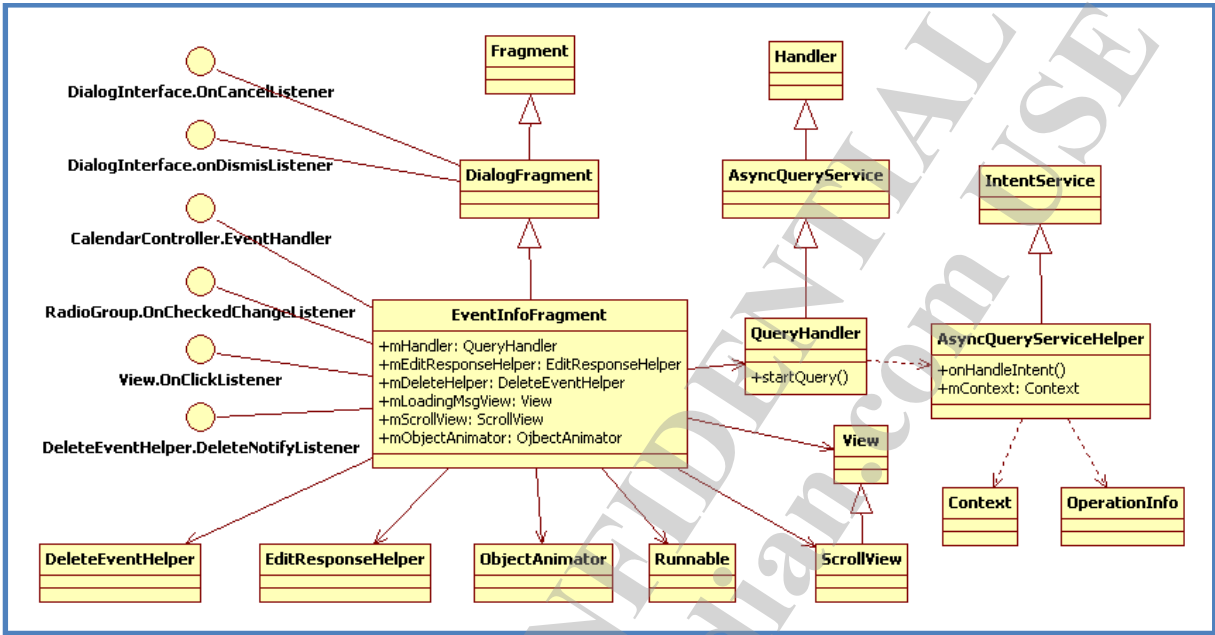 Fragment
Handler
DialogInterface.OnCancelListener
DialogInterface.onDismisListener
DialogFragment
AsyncQueryService
IntentService
CalendarController.EventHandler
RadioGroup.OnCheckedChangeListener
View.OnClickListener
DeleteEventHelper.DeleteNotifyListener
EventInfoFragment
+mHandler: QueryHandler
+mEditResponseHelper: EditResponseHelper
+mDeleteHelper: DeleteEventHelper
+mLoadingMsgView: View
+mScrollView: ScrollView
+mObjectAnimator: OjbectAnimator
QueryHandler
+startQuery()
AsyncQueryServiceHelper
+onHandleIntent()
+mContext: Context
View
Context
OperationInfo
DeleteEventHelper
EditResponseHelper
ObjectAnimator
Runnable
ScrollView
USE